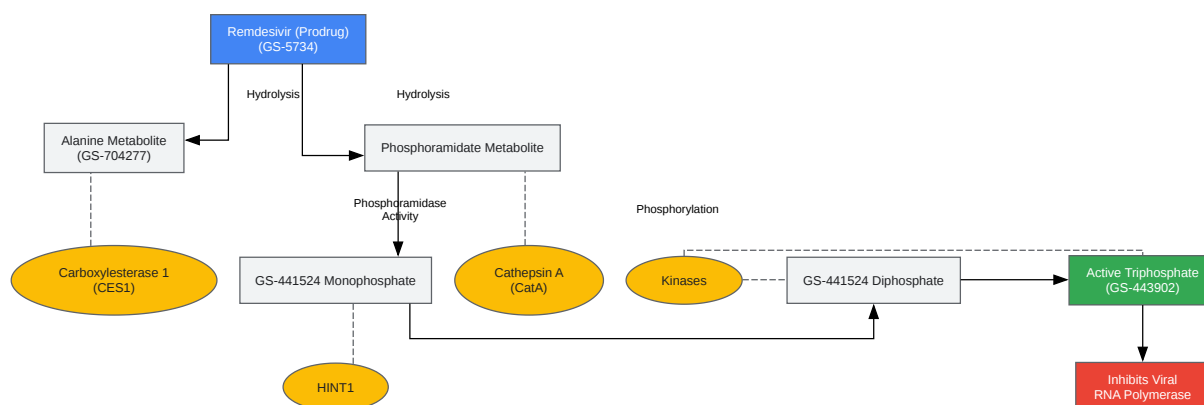 Remdesivir (Prodrug)
(GS-5734)
Hydrolysis
Hydrolysis
Alanine Metabolite
(GS-704277)
Phosphoramidate Metabolite
Phosphoramidase
Activity
Phosphorylation
Carboxylesterase 1
(CES1)
GS-441524 Monophosphate
Cathepsin A
(CatA)
Kinases
GS-441524 Diphosphate
Active Triphosphate
(GS-443902)
HINT1
Inhibits Viral
RNA Polymerase